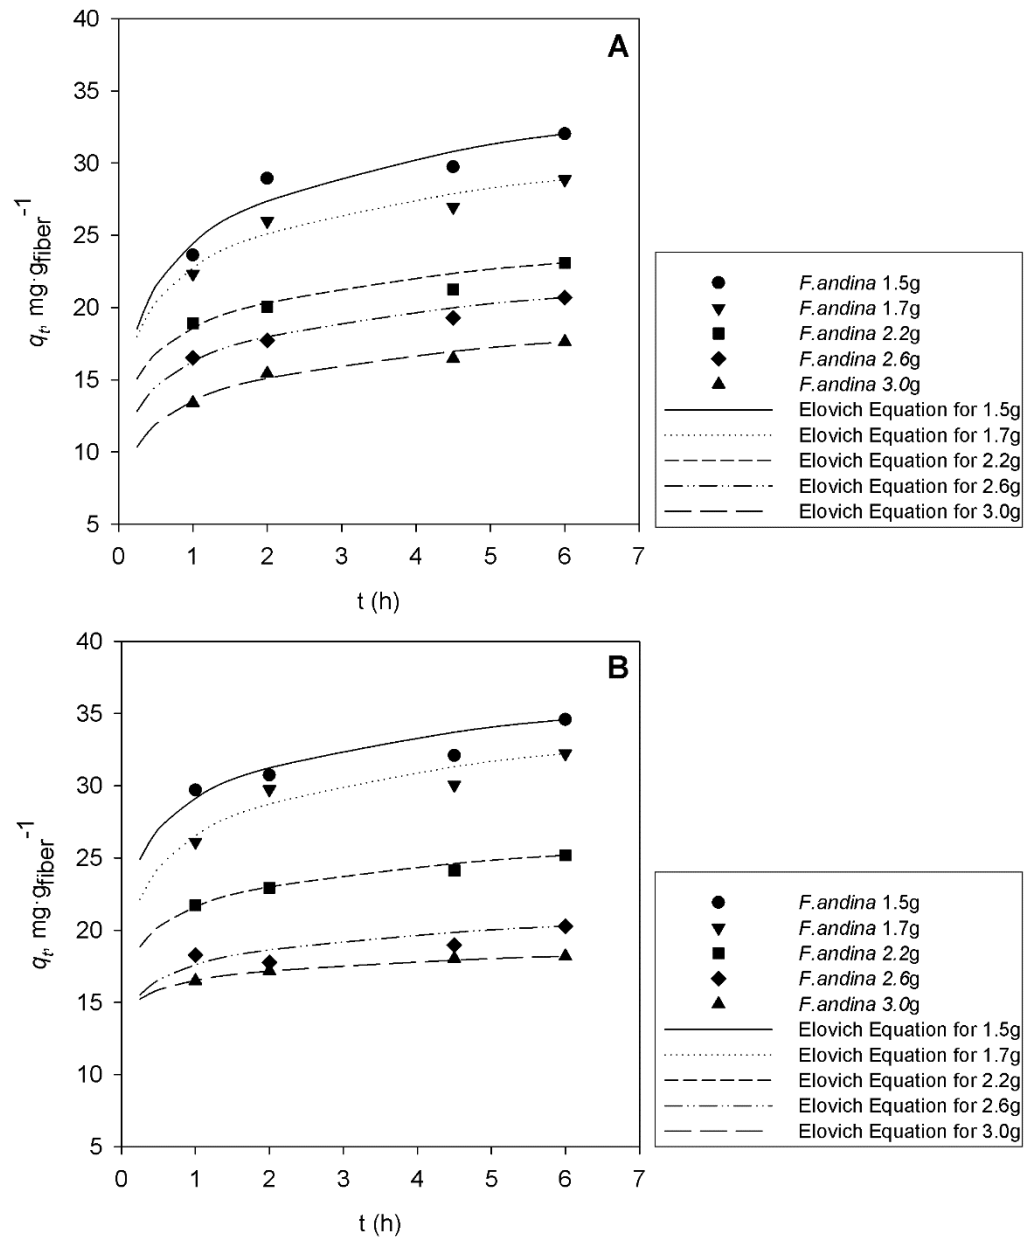 40
35
30
25
20
15
10
5
qt, mg·gfiber-1
A
0 1 2 3 4 5 6 7
t (h)
F.andina 1.5g
F.andina 1.7g
F.andina 2.2g
F.andina 2.6g
F.andina 3.0g
Elovich Equation for 1.5g
Elovich Equation for 1.7g
Elovich Equation for 2.2g
Elovich Equation for 2.6g
Elovich Equation for 3.0g
40
35
30
25
20
15
10
5
qt, mg·gfiber-1
B
0 1 2 3 4 5 6 7
t (h)
F.andina 1.5g
F.andina 1.7g
F.andina 2.2g
F.andina 2.6g
F.andina 3.0g
Elovich Equation for 1.5g
Elovich Equation for 1.7g
Elovich Equation for 2.2g
Elovich Equation for 2.6g
Elovich Equation for 3.0g